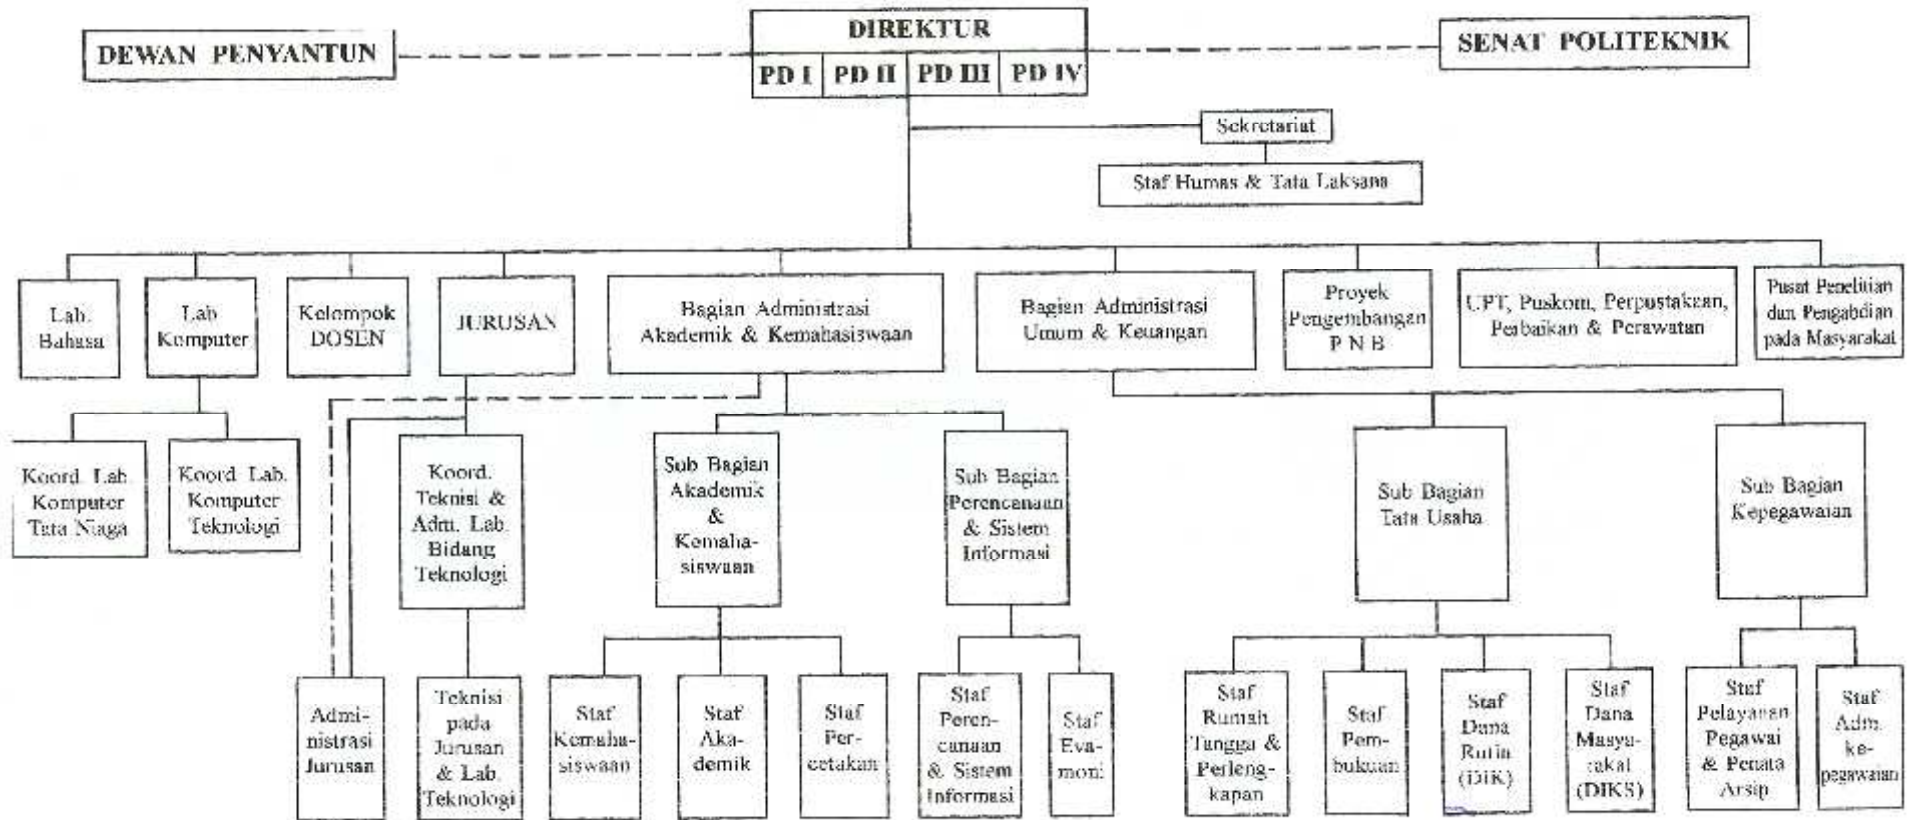 DIREKTUR
DEWAN PENYANTUN
SENAT POLITEKNIK
PD I PD II PD III PD IV
Sekretariat
Staf Humas & Tata Laksana
Lab.
Bahasa
Lab
Komputer
Kelompok
DOSEN
JURUSAN
Bagian Administrasi
Akademik & Kemahasiswaan
Bagian Administrasi
Umum & Keuangan
Proyek
Pengembangan
P N B
UPT, Puskom, Perpustakaan,
Perbaikan & Perawatan
Pusat Penelitian
dan Pengabdian
pada Masyarakat
Koord. Lab.
Komputer
Tata Niaga
Koord. Lab.
Komputer
Teknologi
Koord.
Teknisi &
Adm. Lab.
Bidang
Teknologi
Sub Bagian
Akademik
&
Kemaha-
siswaan
Sub Bagian
Perencanaan
& Sistem
Informasi
Sub Bagian
Tata Usaha
Sub Bagian
Kepegawaian
Admi-
nistrasi
Jurusan
Teknisi
pada
Jurusan
& Lab.
Teknologi
Staf
Kemaha-
siswaan
Staf
Aka-
demik
Staf
Per-
cetakan
Staf
Peren-
canaan
& Sistem
Informasi
Staf
Eva-
moni
Staf
Rumah
Tangga &
Perleng-
kapan
Staf
Pem-
bukuan
Staf
Dana
Rutin
(DIK)
Staf
Dana
Masya-
rakat
(DIKS)
Staf
Pelayanan
Pegawai
& Penata
Arsip
Staf
Adm.
ke-
pegawaian